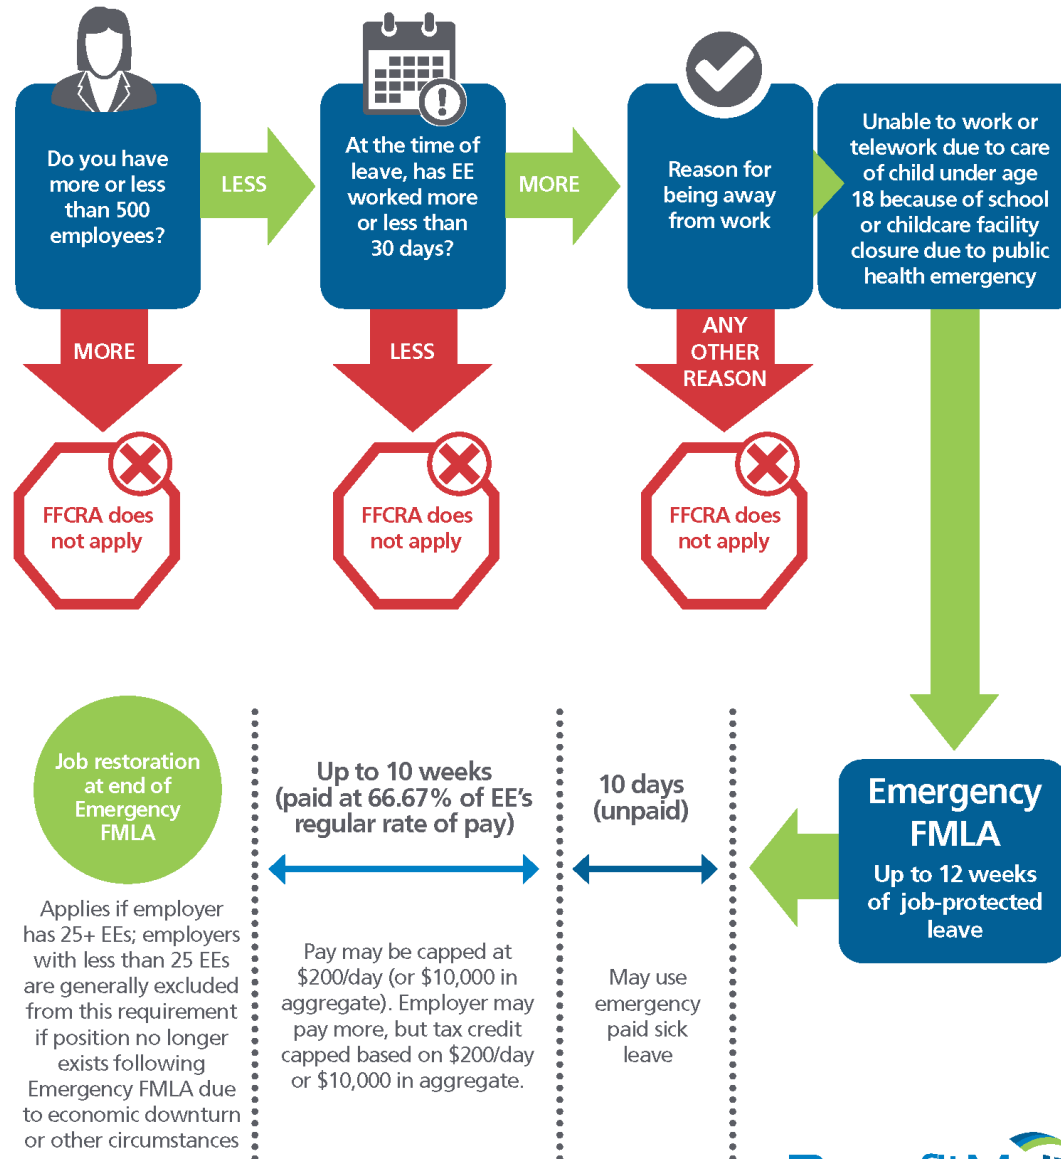 Do you have
more or less
than 500
employees?
LESS
At the time of
leave, has EE
worked more
or less than
30 days?
MORE
Reason for
being away
from work
Unable to work or
telework due to care
of child under age
18 because of school
or childcare facility
closure due to public
health emergency
MORE
LESS
ANY
OTHER
REASON
FFCRA does
not apply
FFCRA does
not apply
FFCRA does
not apply
Emergency
FMLA
Up to 12 weeks
of job-protected
leave
10 days
(unpaid)
May use
emergency
paid sick
leave
Up to 10 weeks
(paid at 66.67% of EE's
regular rate of pay)
Pay may be capped at
$200/day (or $10,000 in
aggregate). Employer may
pay more, but tax credit
capped based on $200/day
or $10,000 in aggregate.
Job restoration
at end of
Emergency
FMLA
Applies if employer
has 25+ EEs; employers
with less than 25 EEs
are generally excluded
from this requirement
if position no longer
exists following
Emergency FMLA due
to economic downturn
or other circumstances